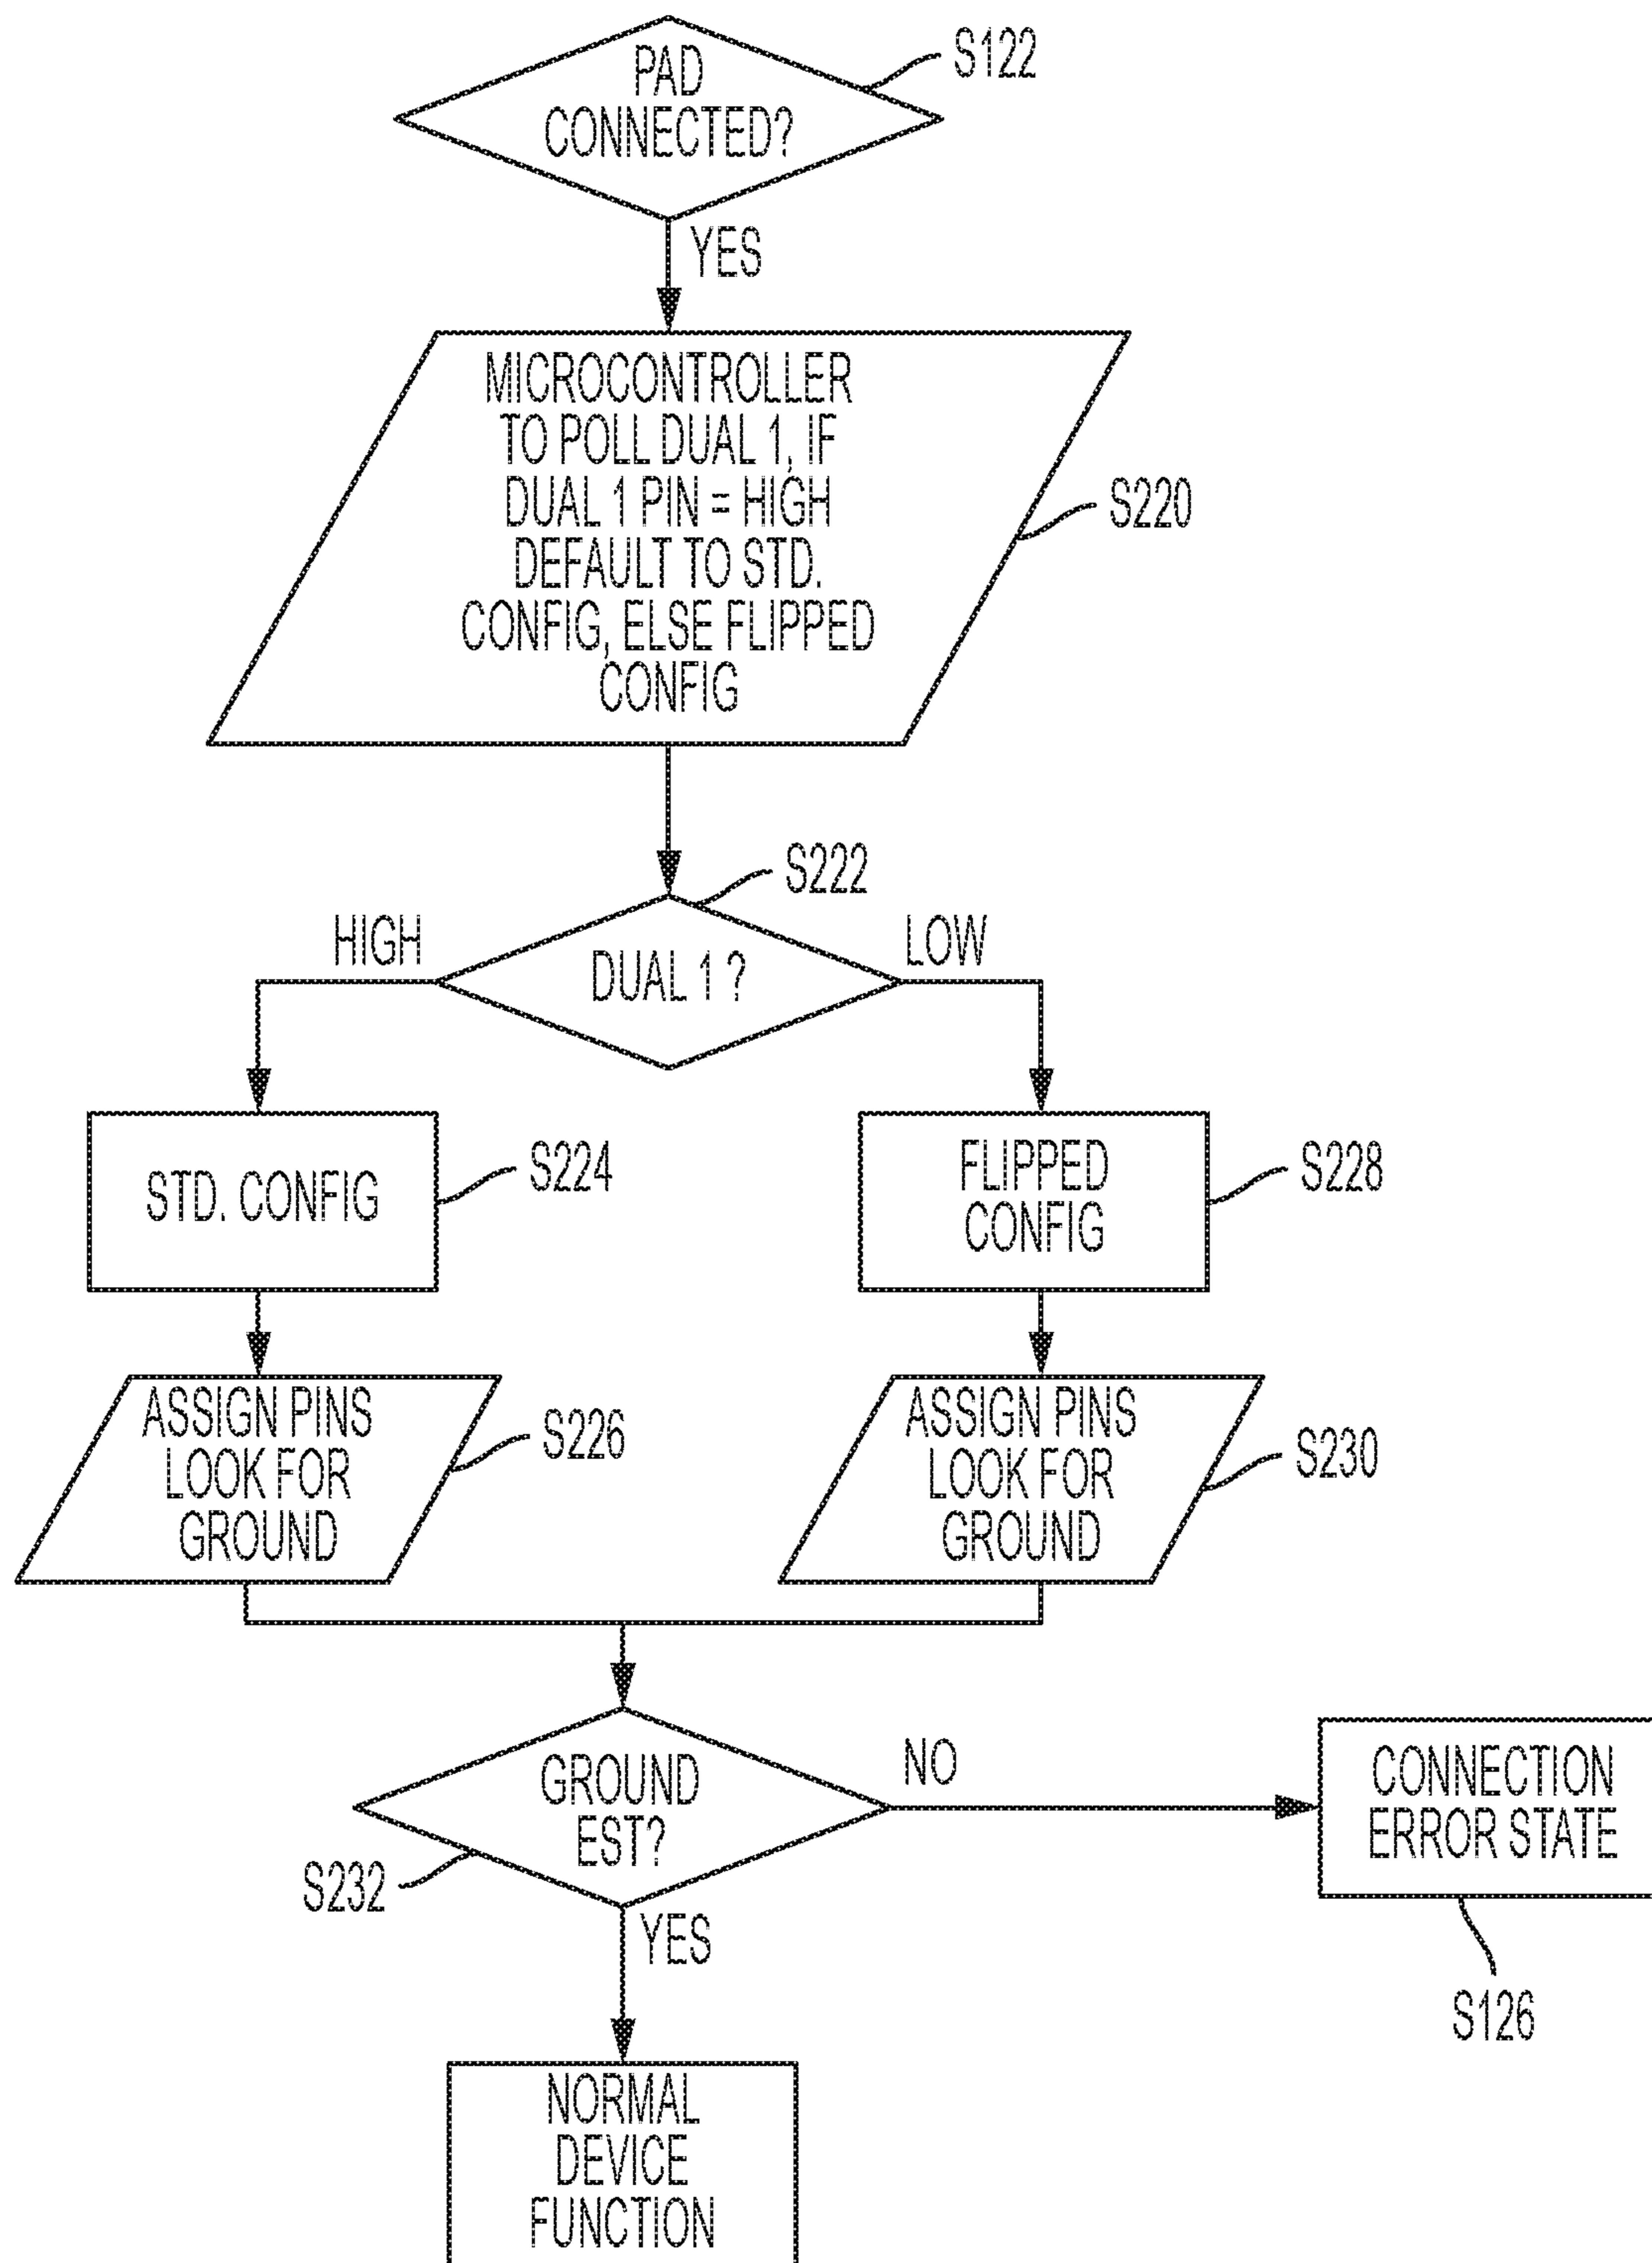 PAD
CONNECTED?
S122
YES
MICROCONTROLLER
TO POLL DUAL 1, IF
DUAL 1 PIN = HIGH
DEFAULT TO STD.
CONFIG, ELSE FLIPPED
CONFIG
S220
S222
HIGH
DUAL 1 ?
LOW
STD. CONFIG
S224
FLIPPED
CONFIG
S228
ASSIGN PINS
LOOK FOR
GROUND
S226
ASSIGN PINS
LOOK FOR
GROUND
S230
GROUND
EST?
S232
NO
CONNECTION
ERROR STATE
S126
YES
NORMAL
DEVICE
FUNCTION